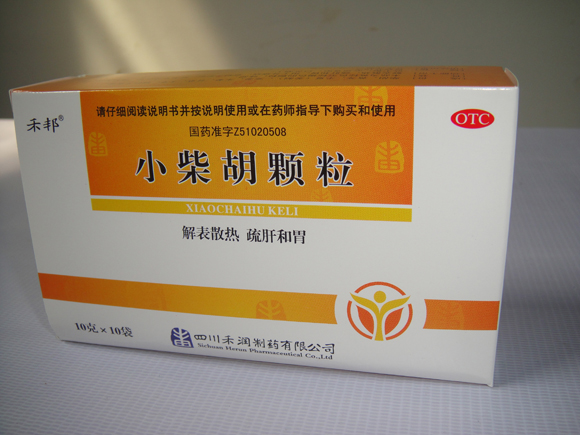 禾邦®
请仔细阅读说明书并按说明使用或在药师指导下购买和使用
OTC
国药准字Z51020508
小柴胡颗粒
XIAOCHAIHU KELI
解表散热 疏肝和胃
10克×10袋
四川禾润制药有限公司
Sichuan Herun Pharmaceutical Co.,Ltd